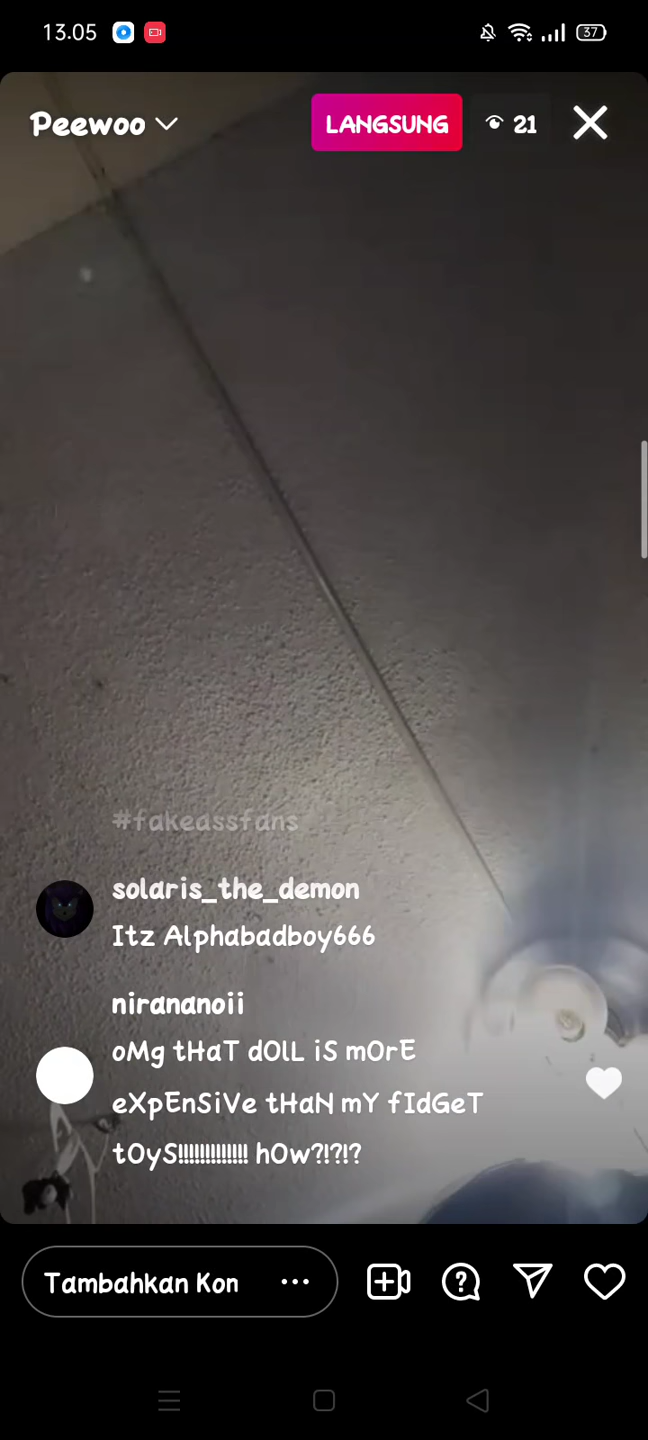 13.05
37
Peewoo
LANGSUNG
21
#fakeassfans
solaris_the_demon
Itz Alphabadboy666
nirananoii
oMg tHaT dOlL iS mOrE
eXpEnSiVe tHaN mY fIdGeT
tOyS!!!!!!!!!!!!! hOw?!?!?
Tambahkan Kon